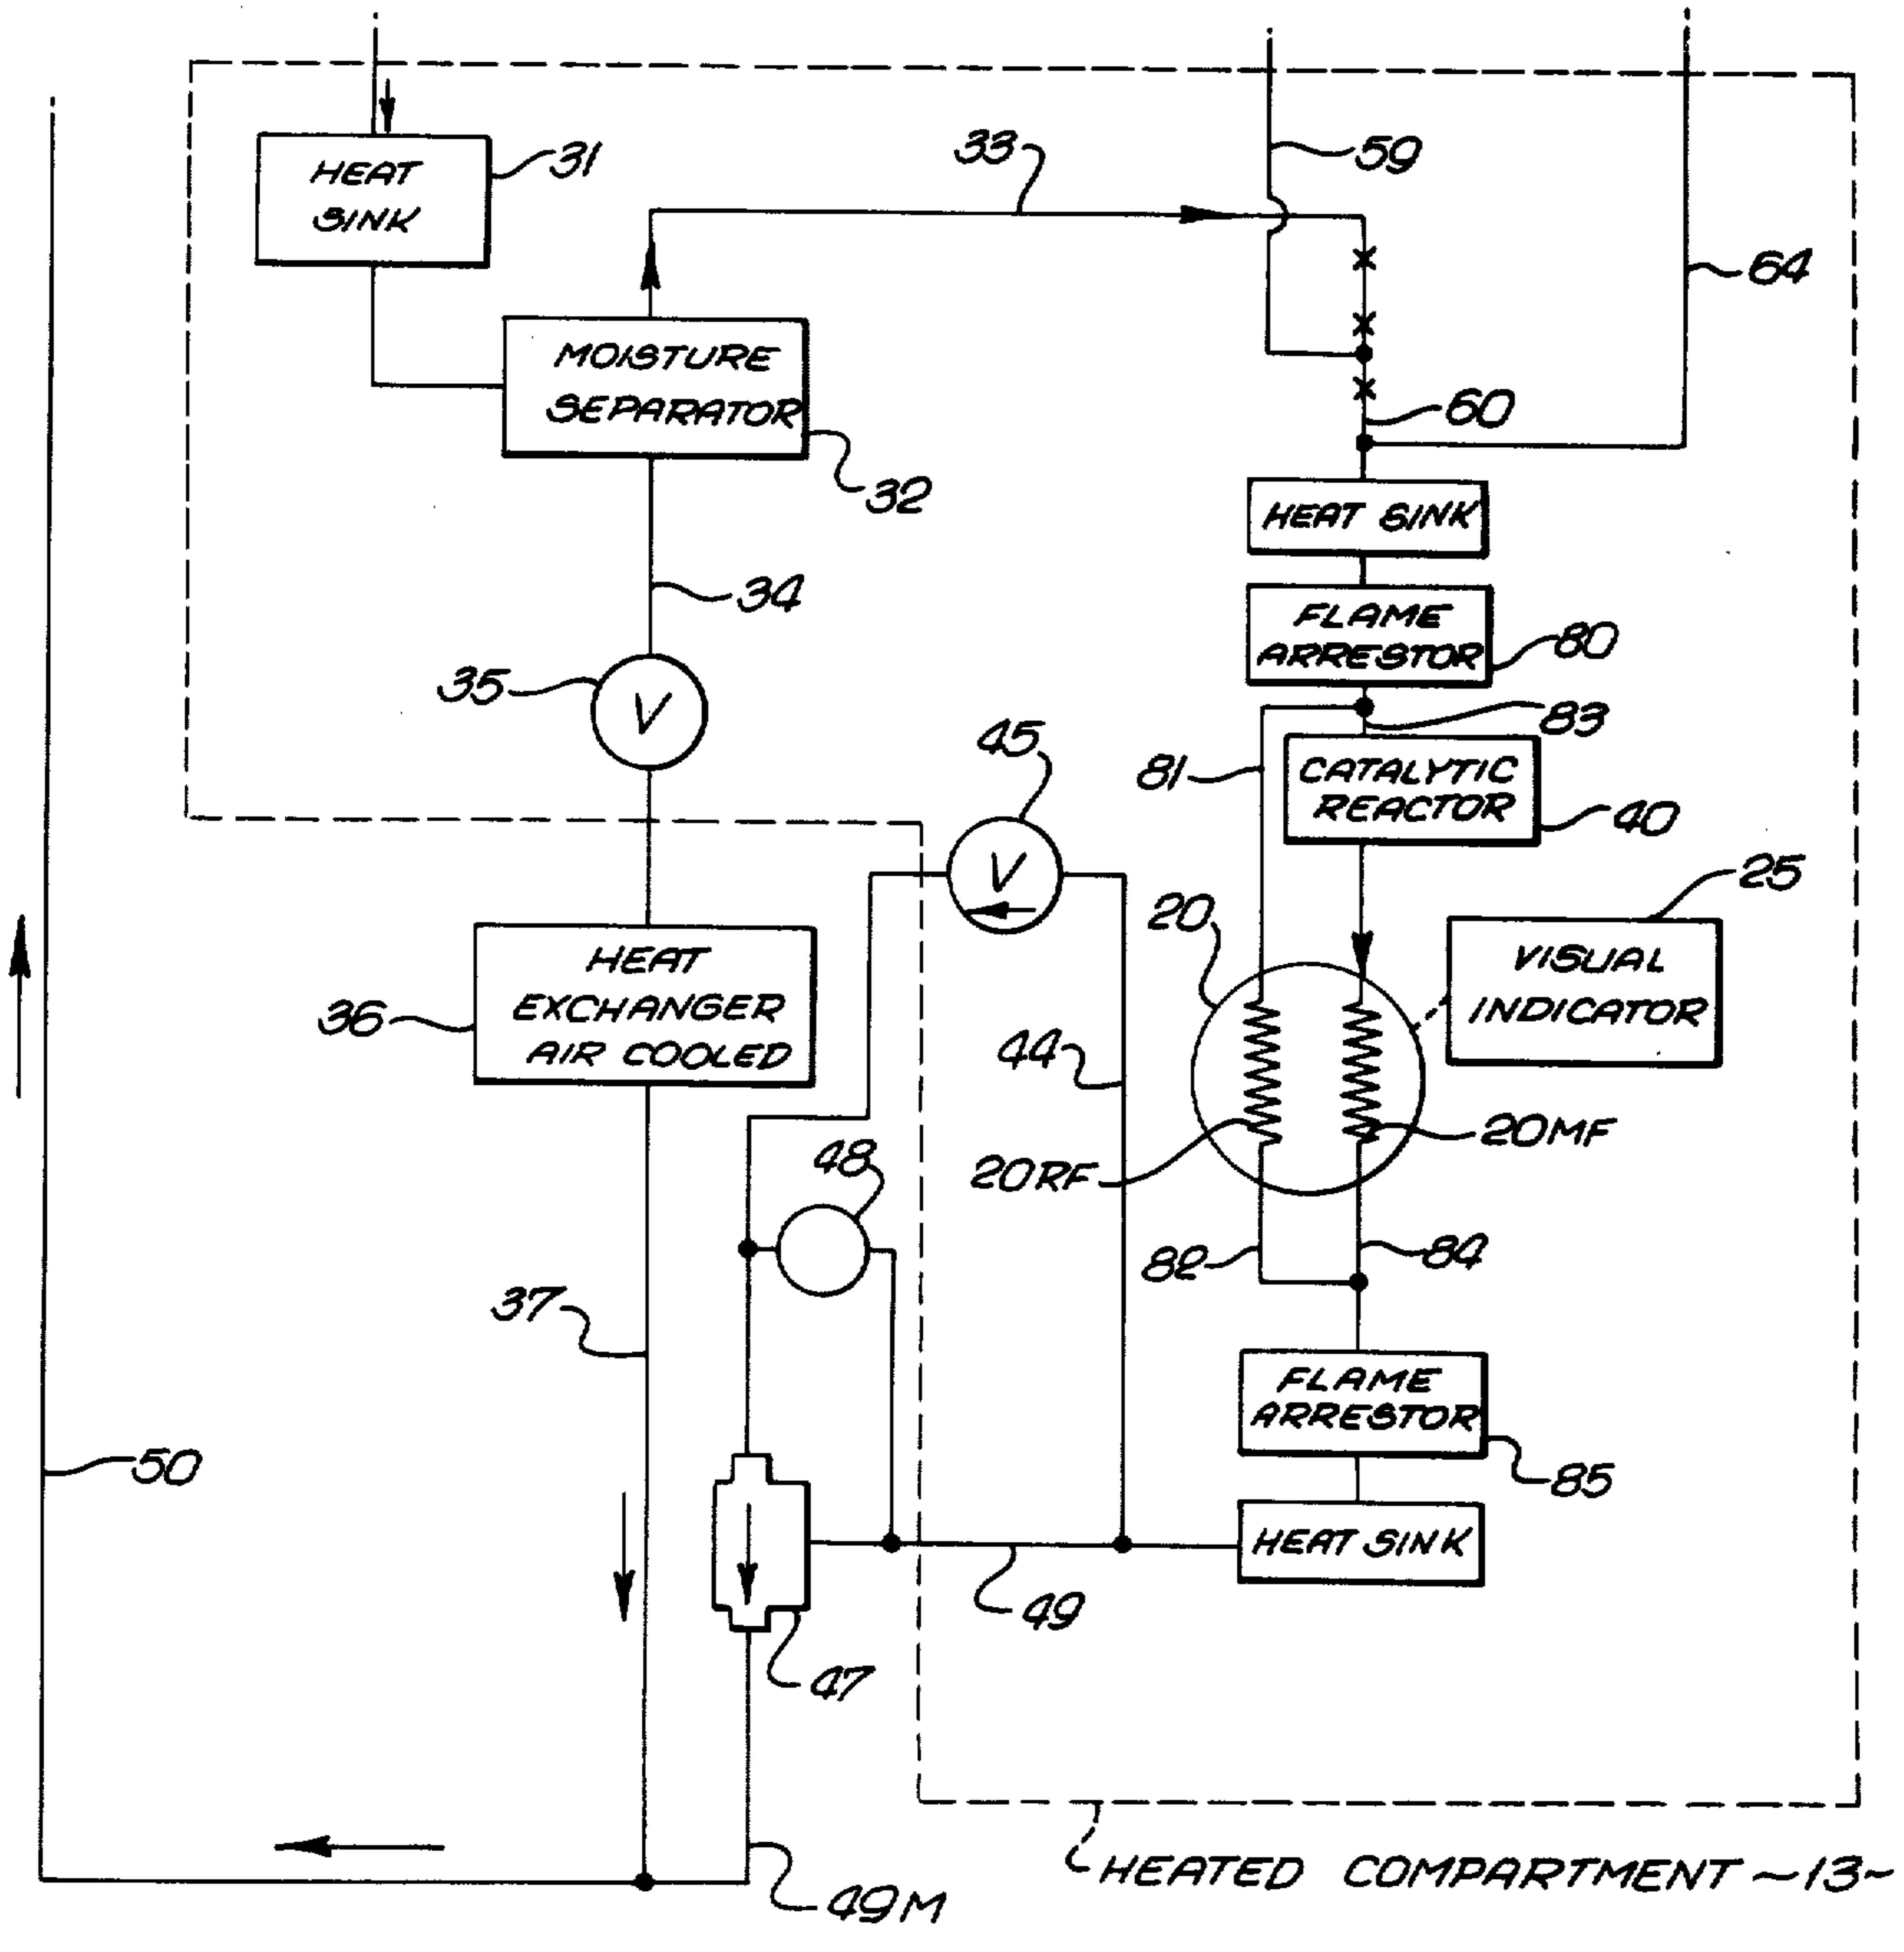 HEAT
SINK
31
33
59
64
MOISTURE
SEPARATOR
32
60
HEAT SINK
34
FLAME
ARRESTOR
80
35
V
83
45
81
CATALYTIC
REACTOR
40
V
20
25
HEAT
EXCHANGER
AIR COOLED
36
VISUAL
INDICATOR
44
20MF
20RF
48
82
84
37
FLAME
ARRESTOR
50
85
HEAT SINK
49
47
HEATED COMPARTMENT ~13~
49M